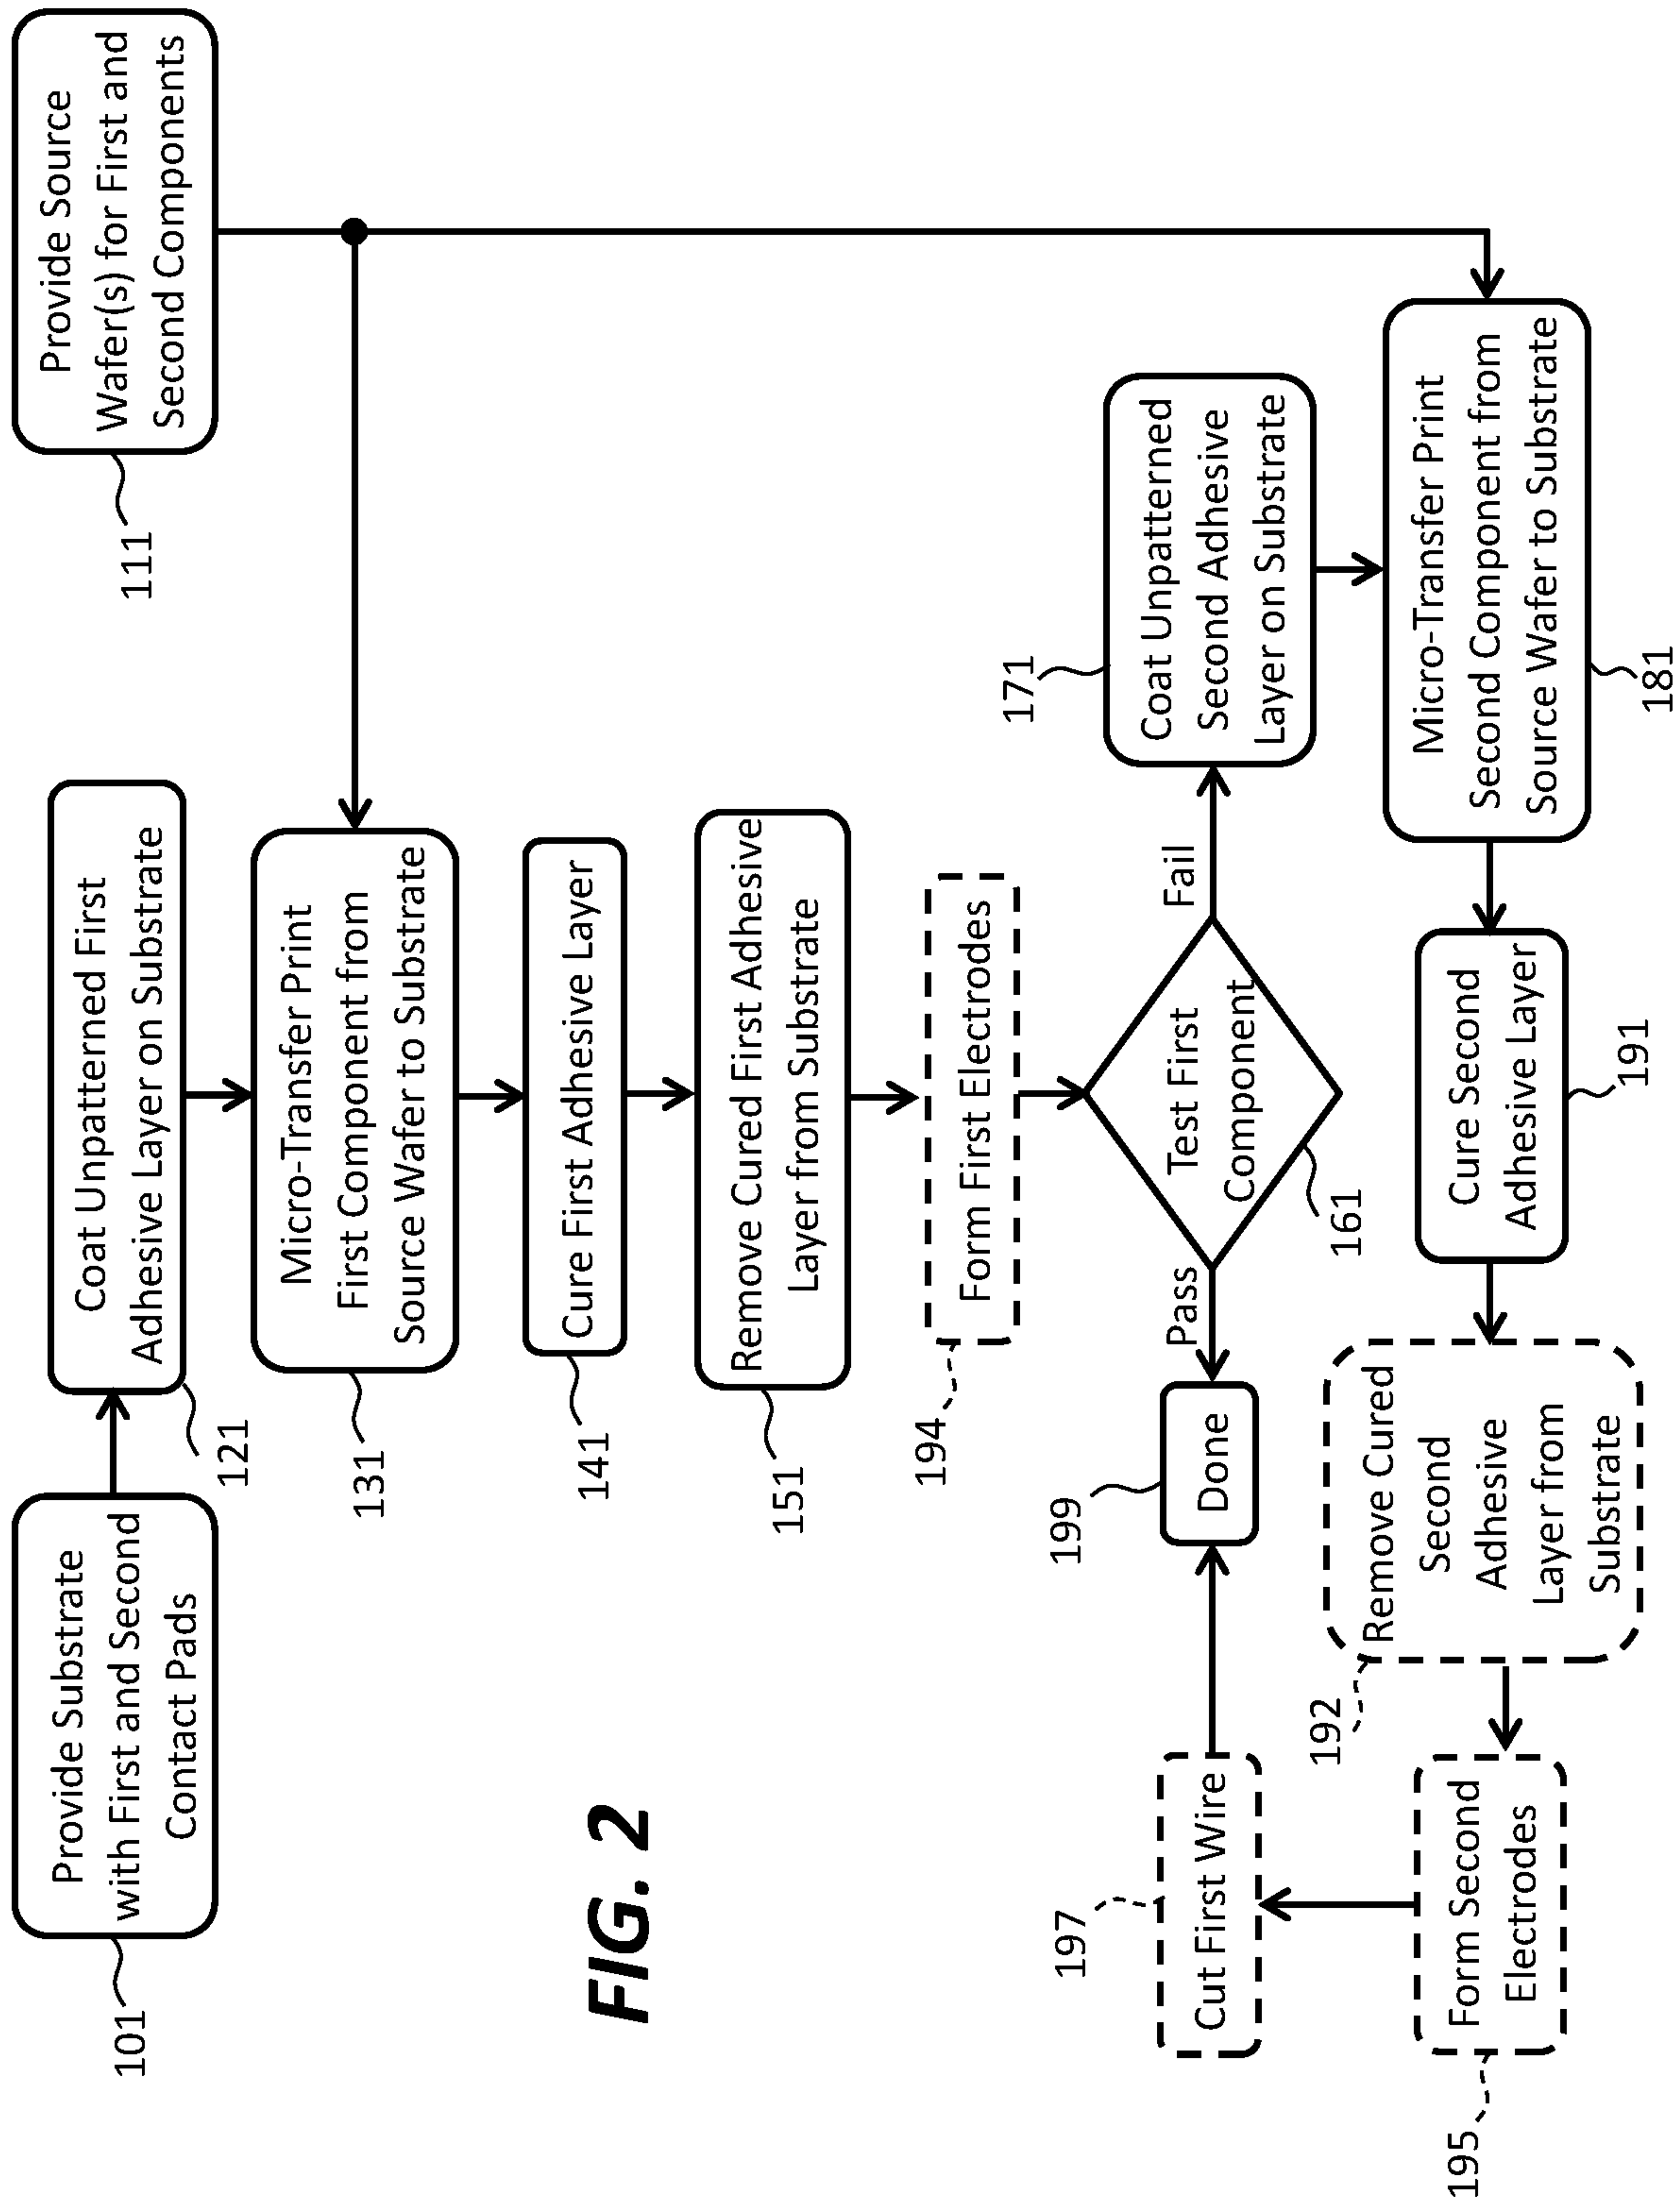 Provide Substrate
with First and Second
Contact Pads
101
Coat Unpatterned First
Adhesive Layer on Substrate
121
Provide Source
Wafer(s) for First and
Second Components
111
Micro-Transfer Print
First Component from
Source Wafer to Substrate
131
Cure First Adhesive Layer
141
Remove Cured First Adhesive
Layer from Substrate
151
Form First Electrodes
194
Test First
Component
161
Pass
Fail
Done
199
Coat Unpatterned
Second Adhesive
Layer on Substrate
171
Micro-Transfer Print
Second Component from
Source Wafer to Substrate
181
Cure Second
Adhesive Layer
191
Remove Cured
Second
Adhesive
Layer from
Substrate
192
Form Second
Electrodes
195
Cut First Wire
197
FIG. 2